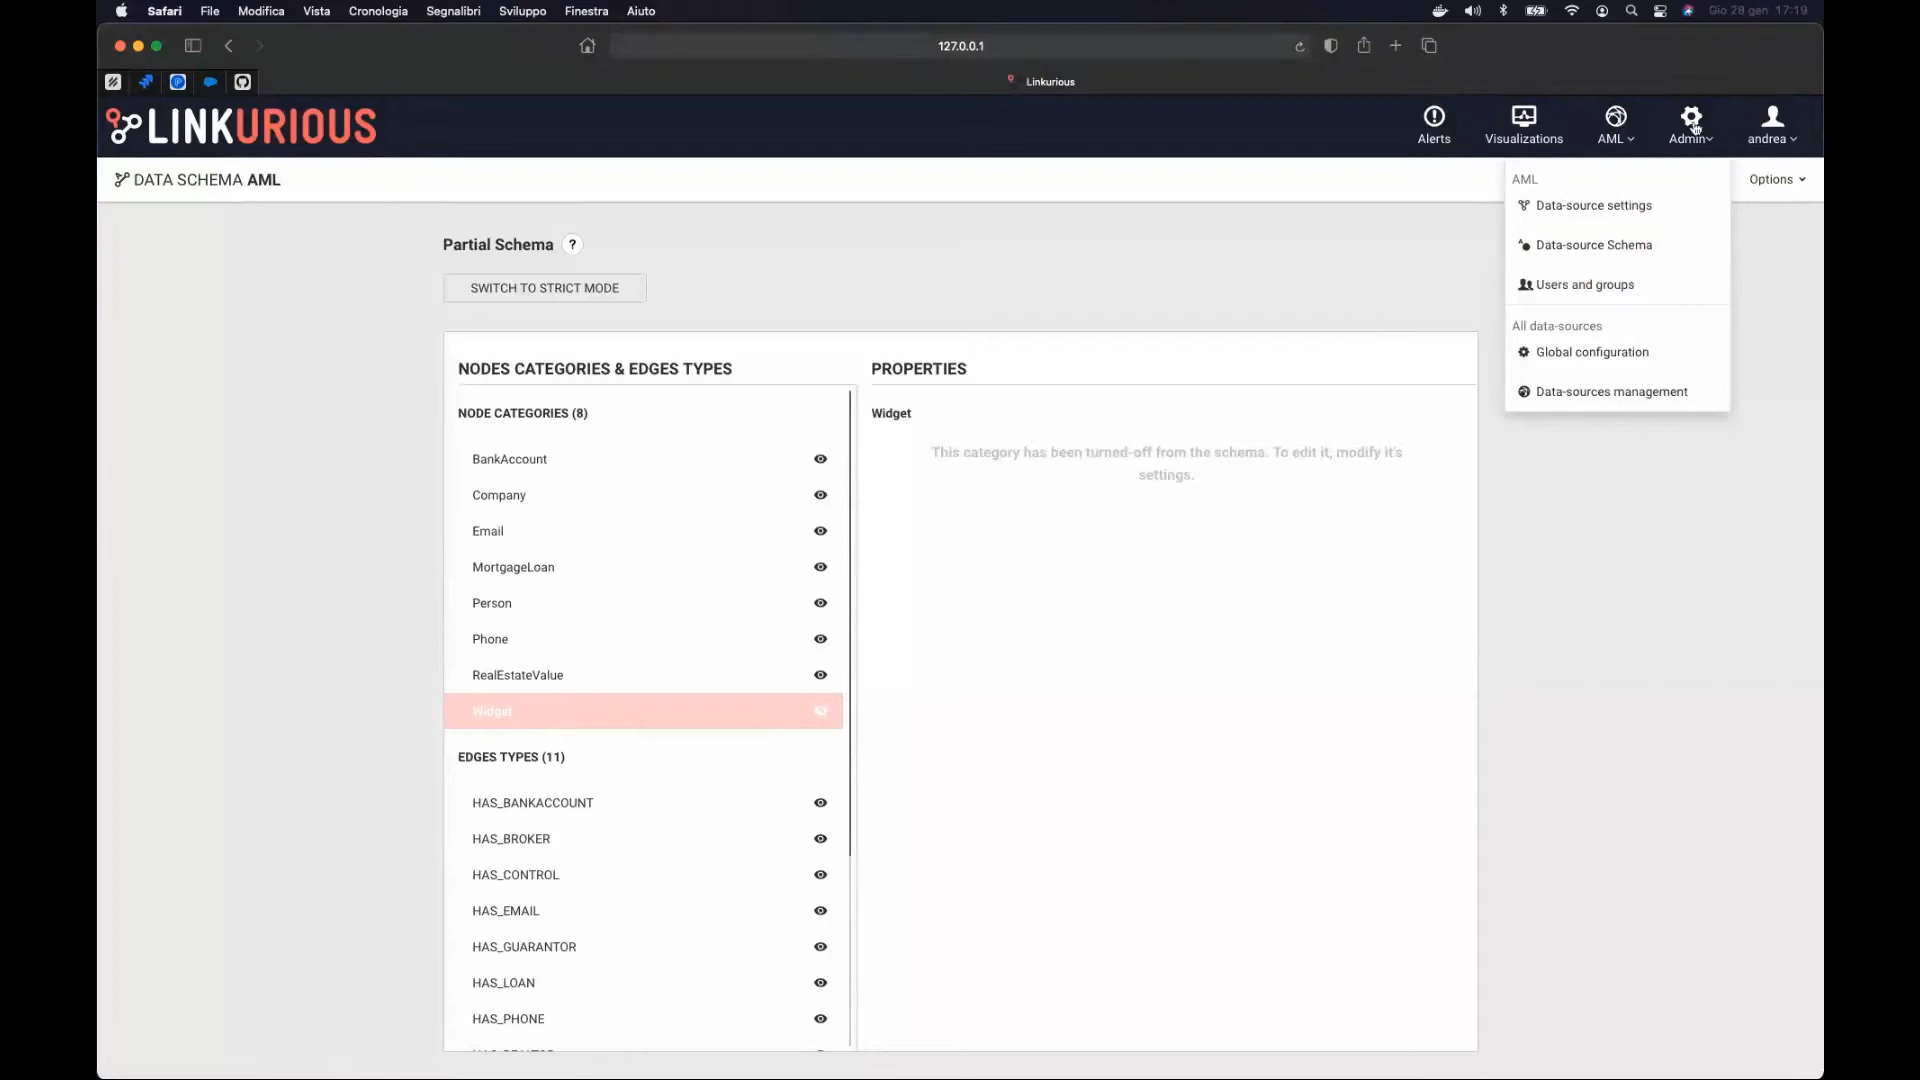 Safari File Modifica Vista Cronologia Segnalibri Sviluppo Finestra Aiuto Gio 28 gen 17:19
127.0.0.1
Linkurious
LINKURIOUS
Alerts Visualizations AML Admin andrea
DATA SCHEMA AML
Options
AML
Data-source settings
Data-source Schema
Users and groups
All data-sources
Global configuration
Data-sources management
Partial Schema ?
SWITCH TO STRICT MODE
NODES CATEGORIES & EDGES TYPES
NODE CATEGORIES (8)
BankAccount
Company
Email
MortgageLoan
Person
Phone
RealEstateValue
Widget
EDGES TYPES (11)
HAS_BANKACCOUNT
HAS_BROKER
HAS_CONTROL
HAS_EMAIL
HAS_GUARANTOR
HAS_LOAN
HAS_PHONE
PROPERTIES
Widget
This category has been turned-off from the schema. To edit it, modify it's
settings.